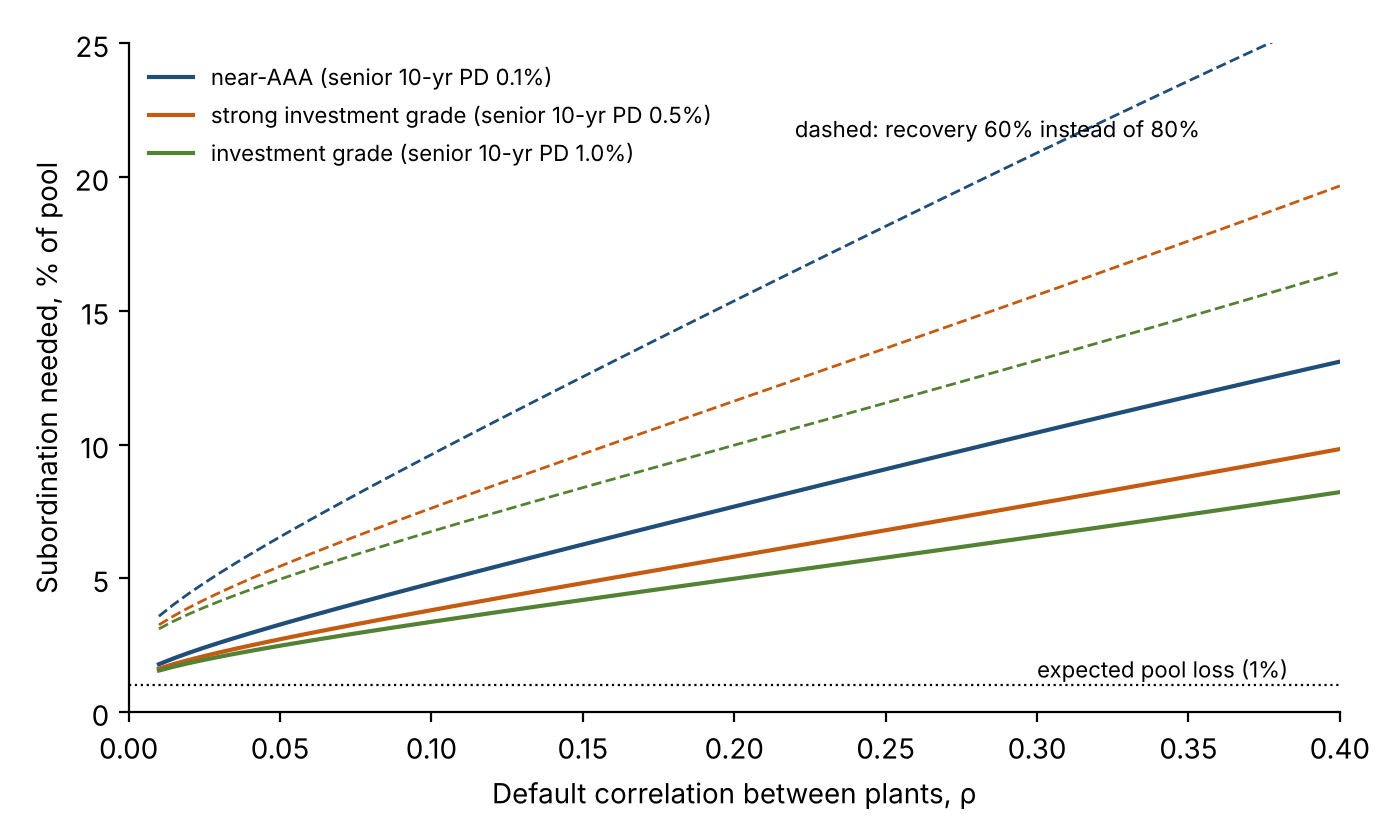 25
20
15
10
5
0
Subordination needed, % of pool
near-AAA (senior 10-yr PD 0.1%)
strong investment grade (senior 10-yr PD 0.5%)
investment grade (senior 10-yr PD 1.0%)
dashed: recovery 60% instead of 80%
expected pool loss (1%)
0.00 0.05 0.10 0.15 0.20 0.25 0.30 0.35 0.40
Default correlation between plants, ρ